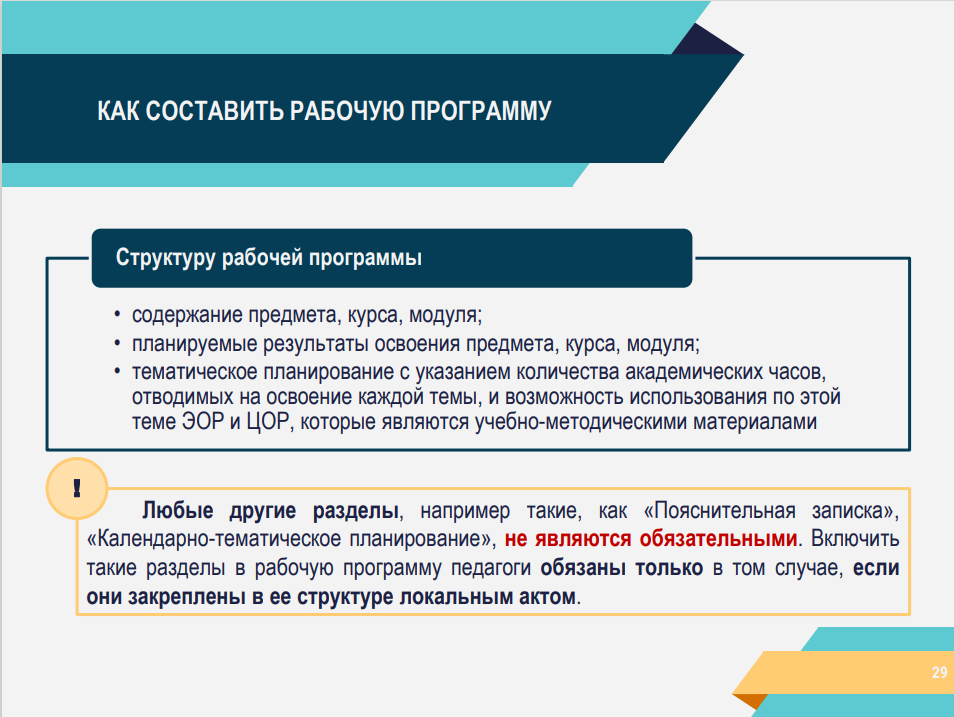 КАК СОСТАВИТЬ РАБОЧУЮ ПРОГРАММУ
Структуру рабочей программы
• содержание предмета, курса, модуля;
• планируемые результаты освоения предмета, курса, модуля;
• тематическое планирование с указанием количества академических часов,
отводимых на освоение каждой темы, и возможность использования по этой
теме ЭОР и ЦОР, которые являются учебно-методическими материалами
!
Любые другие разделы, например такие, как «Пояснительная записка»,
«Календарно-тематическое планирование», не являются обязательными. Включить
такие разделы в рабочую программу педагоги обязаны только в том случае, если
они закреплены в ее структуре локальным актом.
29